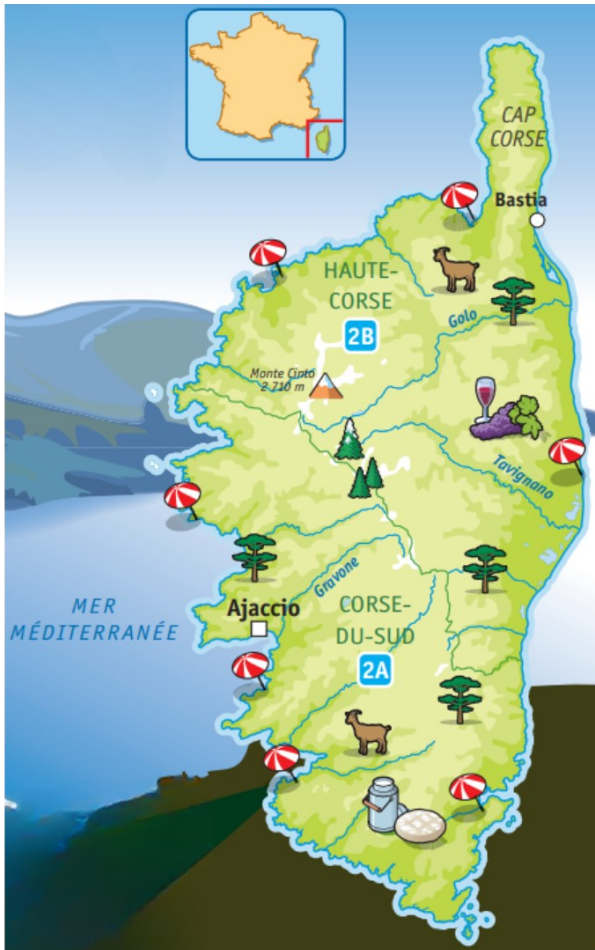 CAP
CORSE
Bastia
HAUTE-
CORSE
2B
Golo
Monte Cinto
2 710 m
Tavignano
Gravone
MER
MÉDITERRANÉE
Ajaccio
CORSE-
DU-SUD
2A